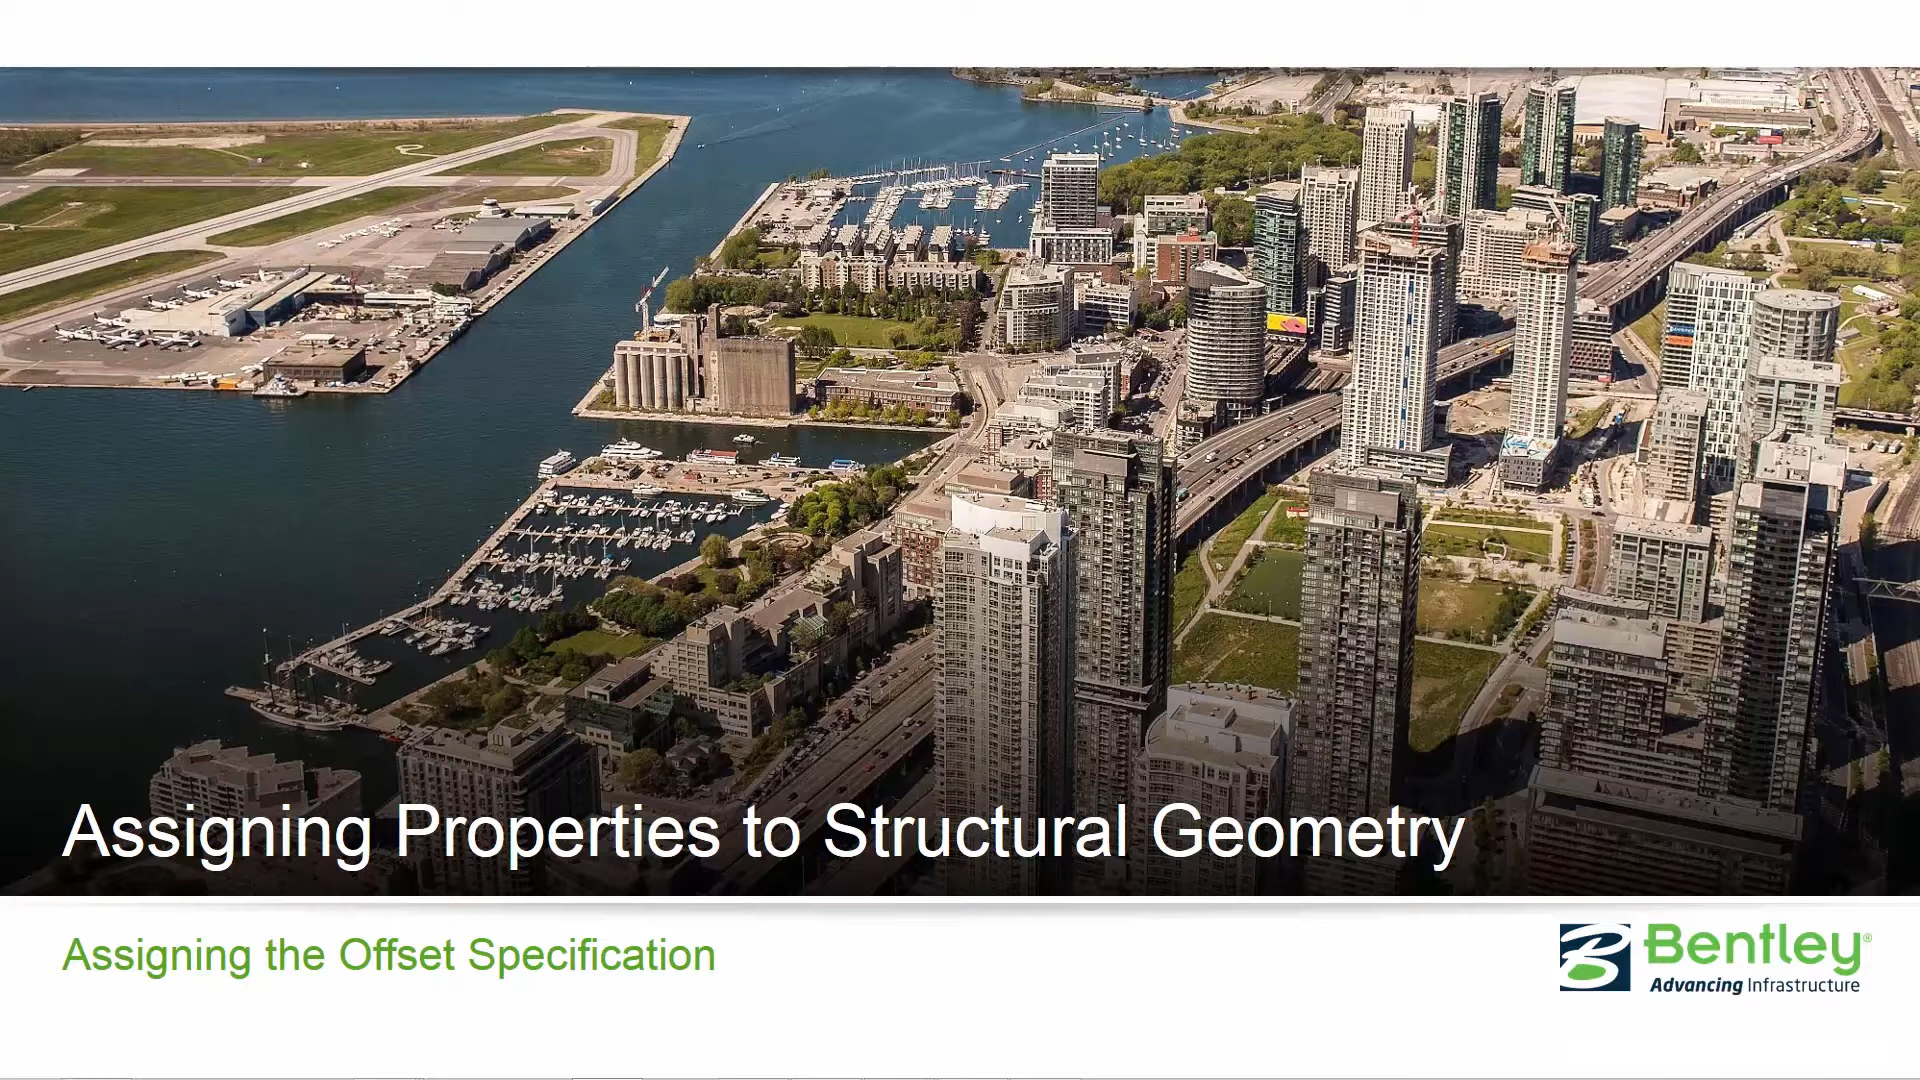 Assigning Properties to Structural Geometry
Assigning the Offset Specification
Bentley®
Advancing Infrastructure